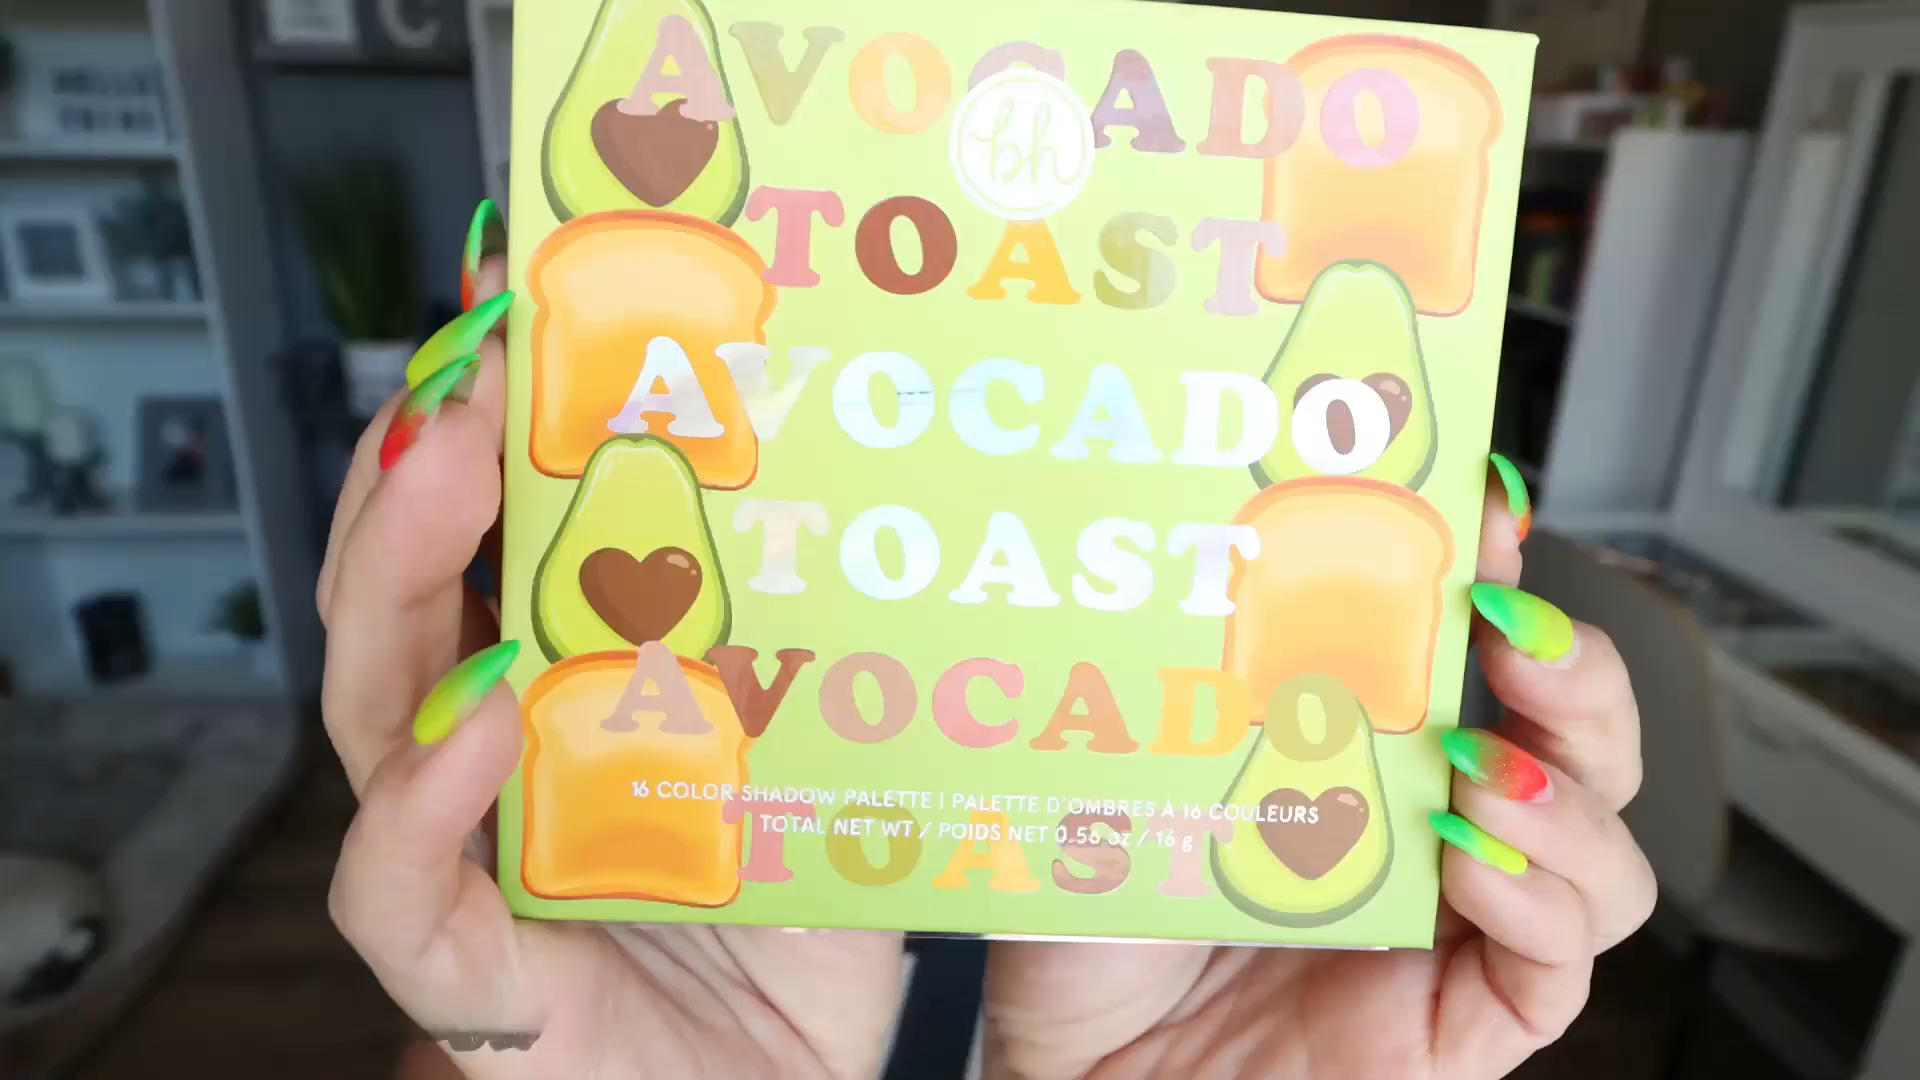 AVOCADO
bh
TOAST
AVOCADO
TOAST
AVOCADO
16 COLOR SHADOW PALETTE | PALETTE D'OMBRES À 16 COULEURS
TOTAL NET WT / POIDS NET 0.56 oz / 16 g
TOAST